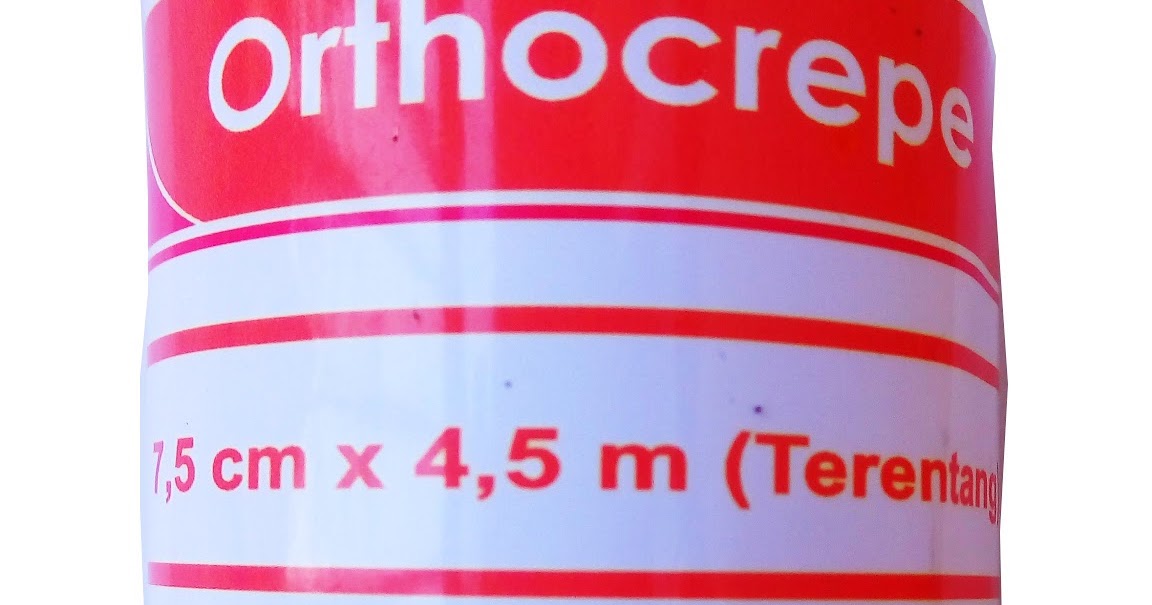 Orthocrepe
7,5 cm x 4,5 m (Terentang)